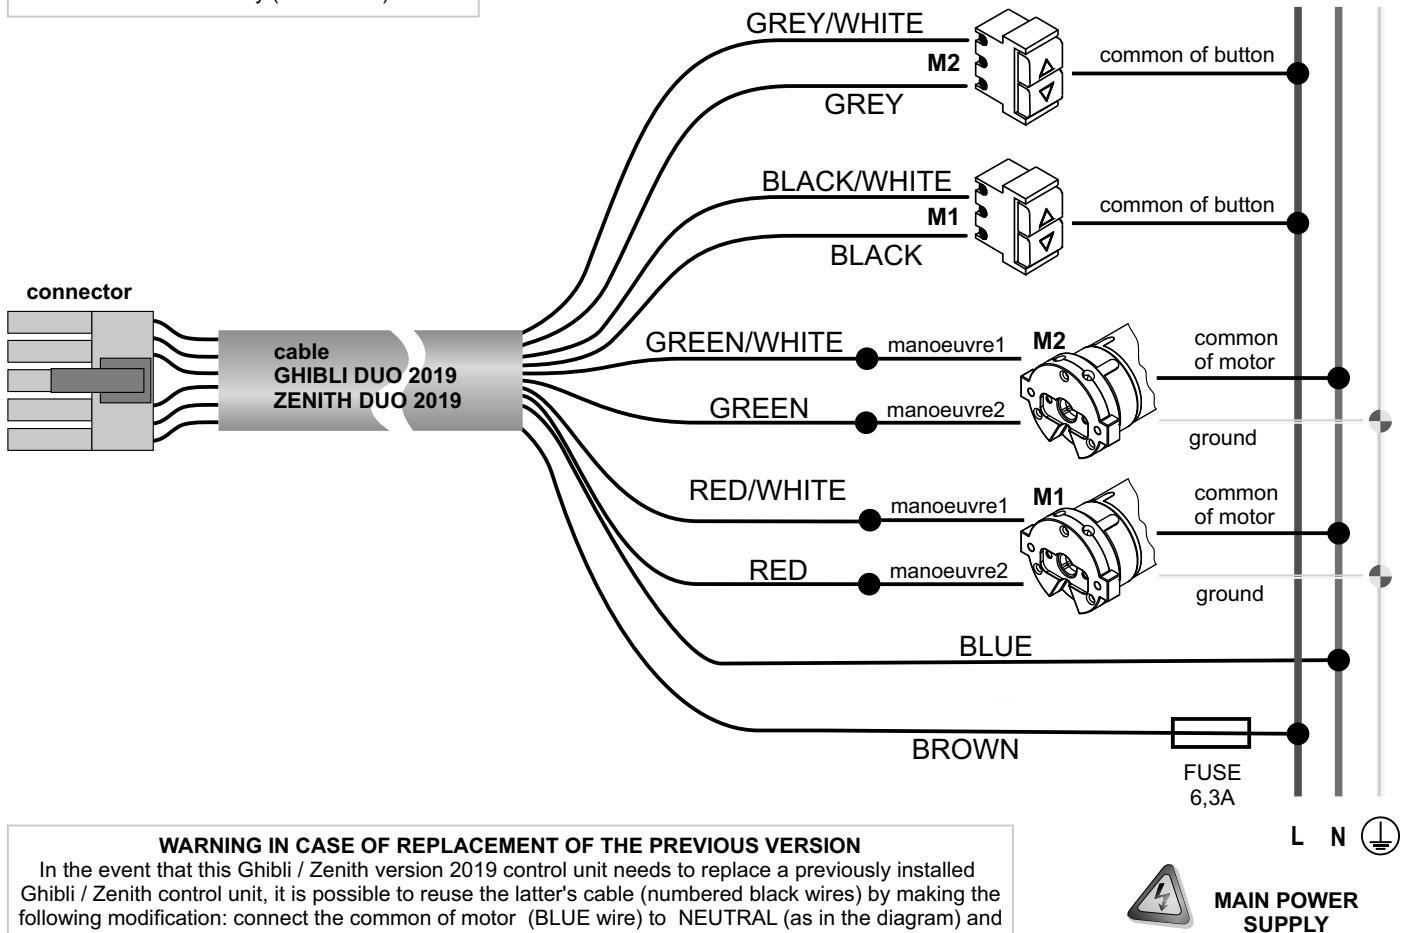 GREY/WHITE
M2
GREY
common of button
BLACK/WHITE
M1
BLACK
common of button
connector
cable
GHIBLI DUO 2019
ZENITH DUO 2019
GREEN/WHITE
manoeuvre1
M2
common
of motor
GREEN
manoeuvre2
ground
RED/WHITE
manoeuvre1
M1
common
of motor
RED
manoeuvre2
ground
BLUE
BROWN
FUSE
6,3A
L N
MAIN POWER
SUPPLY
WARNING IN CASE OF REPLACEMENT OF THE PREVIOUS VERSION
In the event that this Ghibli / Zenith version 2019 control unit needs to replace a previously installed
Ghibli / Zenith control unit, it is possible to reuse the latter's cable (numbered black wires) by making the
following modification: connect the common of motor (BLUE wire) to NEUTRAL (as in the diagram) and